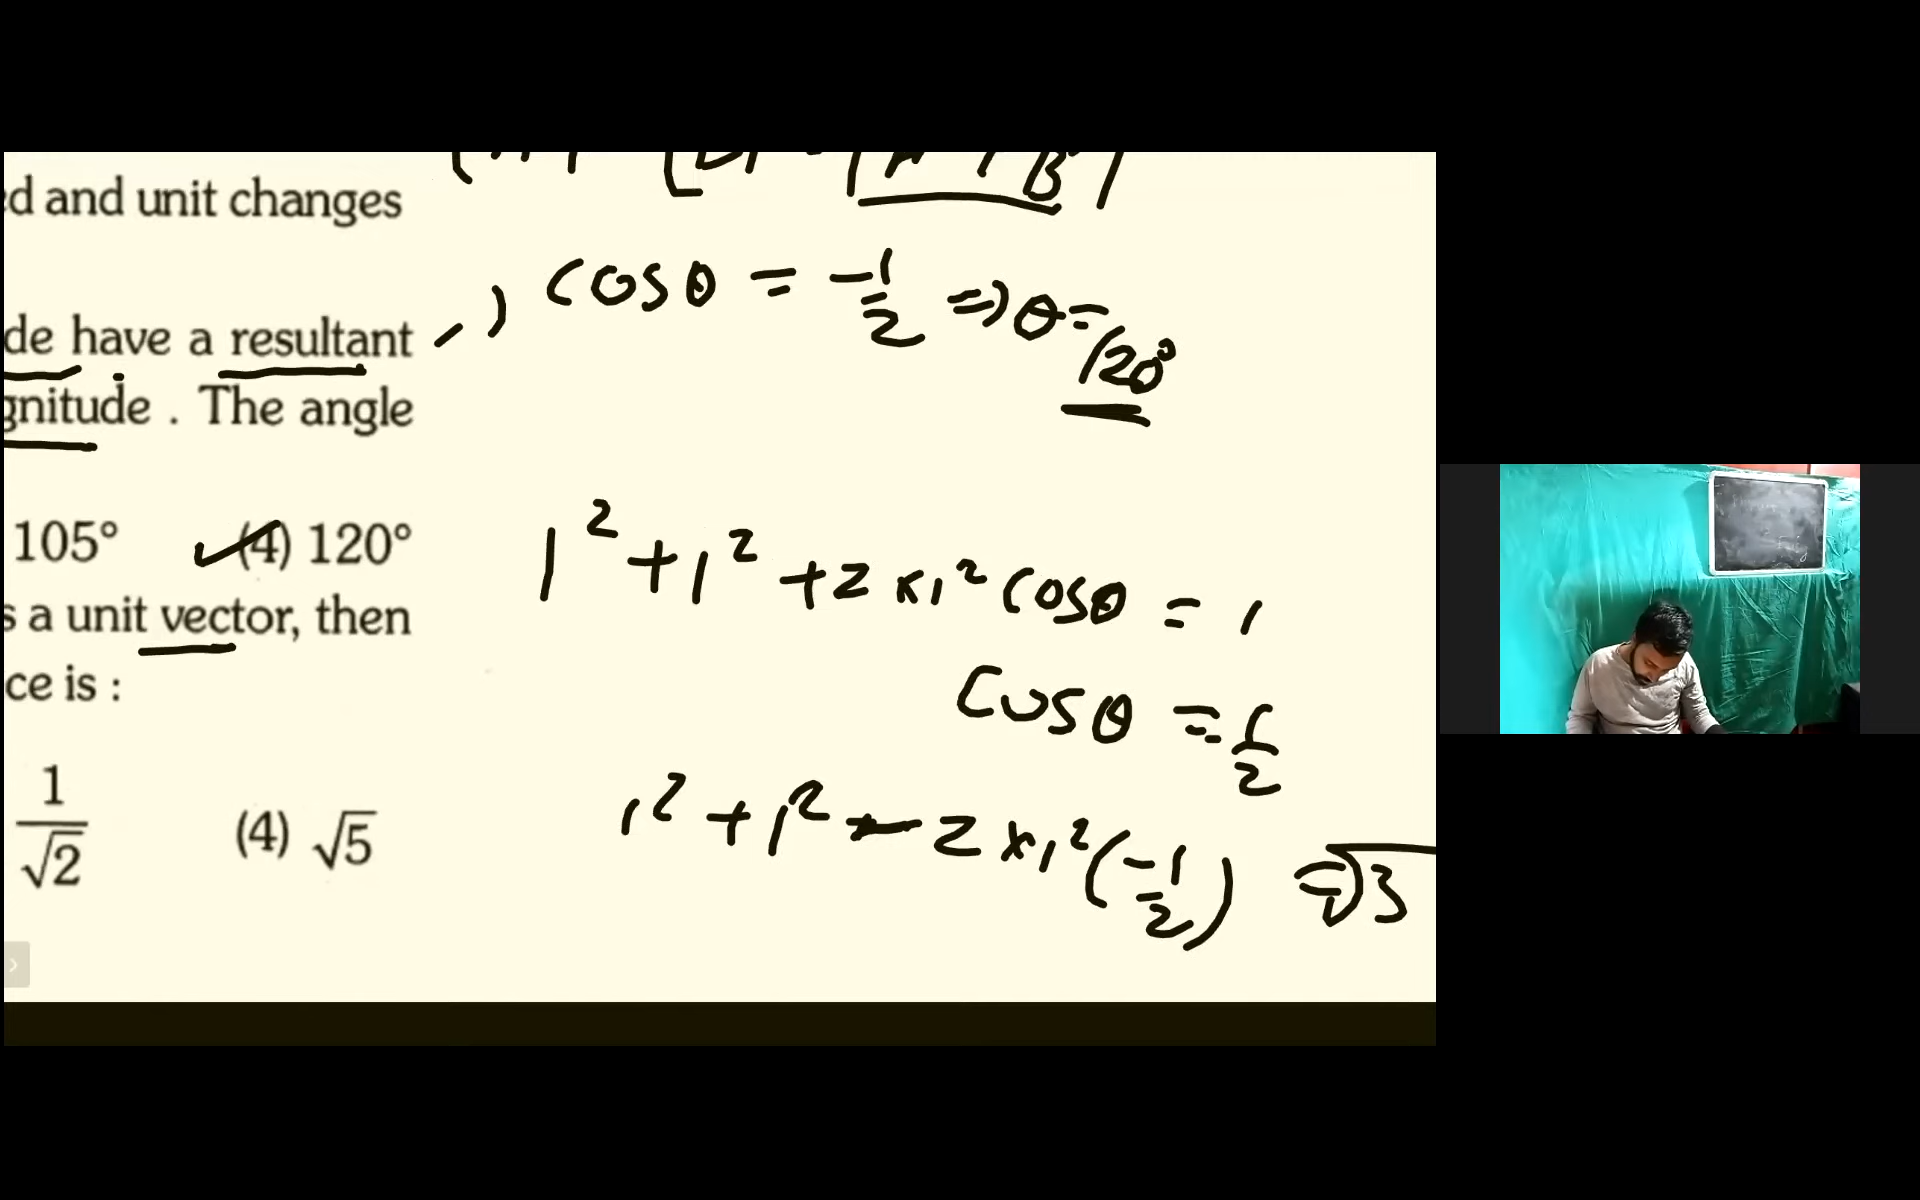 d and unit changes
cosθ = -1/2 ⇒ θ = 120°
de have a resultant
gnitude . The angle
105° (4) 120°
1² + 1² + 2 × 1² cosθ = 1
s a unit vector, then
ce is :
cosθ = 1/2
1/√2 (4) √5
1² + 1² - 2 × 1² (-1/2) = √3